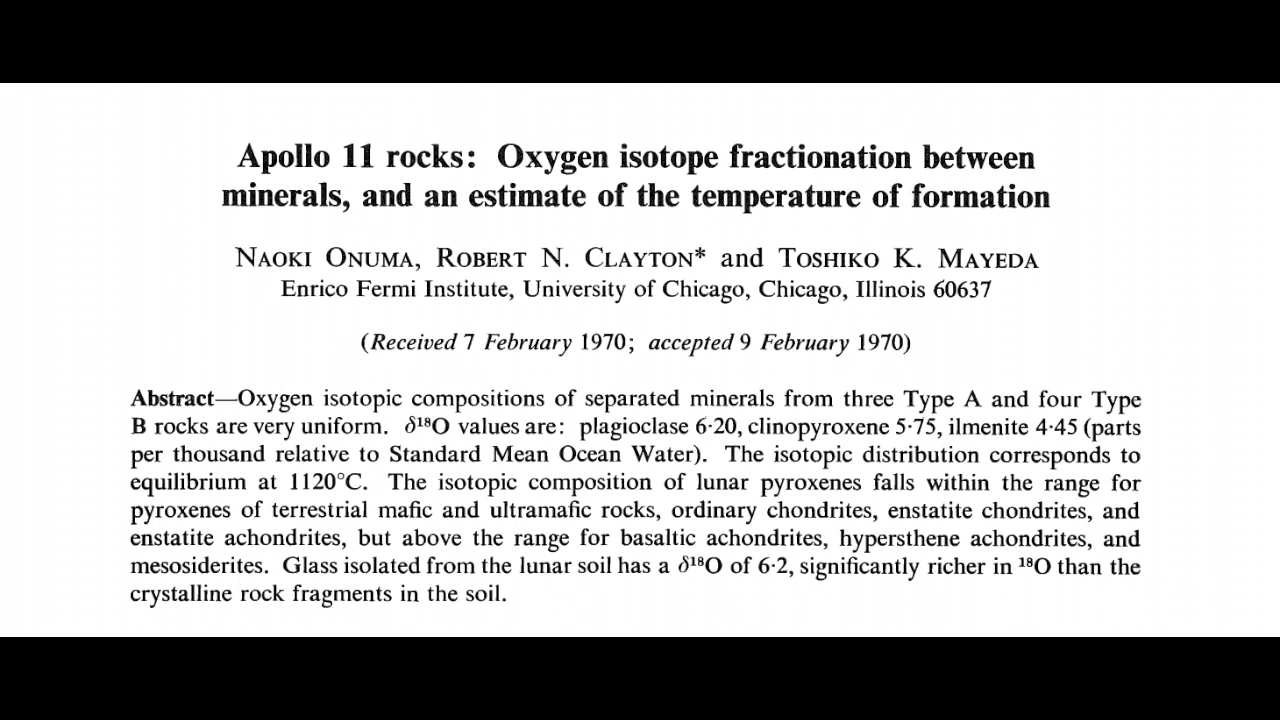 Apollo 11 rocks: Oxygen isotope fractionation between
minerals, and an estimate of the temperature of formation
NAOKI ONUMA, ROBERT N. CLAYTON* and TOSHIKO K. MAYEDA
Enrico Fermi Institute, University of Chicago, Chicago, Illinois 60637
(Received 7 February 1970; accepted 9 February 1970)
Abstract—Oxygen isotopic compositions of separated minerals from three Type A and four Type
B rocks are very uniform. δ¹⁸O values are: plagioclase 6·20, clinopyroxene 5·75, ilmenite 4·45 (parts
per thousand relative to Standard Mean Ocean Water). The isotopic distribution corresponds to
equilibrium at 1120°C. The isotopic composition of lunar pyroxenes falls within the range for
pyroxenes of terrestrial mafic and ultramafic rocks, ordinary chondrites, enstatite chondrites, and
enstatite achondrites, but above the range for basaltic achondrites, hypersthene achondrites, and
mesosiderites. Glass isolated from the lunar soil has a δ¹⁸O of 6·2, significantly richer in ¹⁸O than the
crystalline rock fragments in the soil.